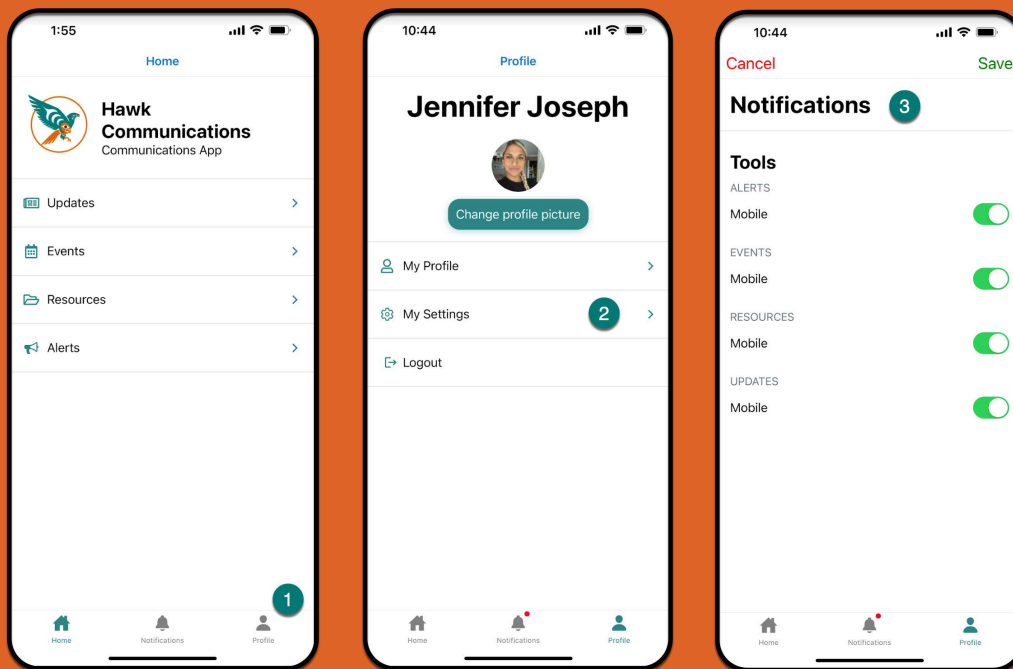 1:55
Home
Hawk
Communications
Communications App
Updates
Events
Resources
Alerts
1
Home
Notifications
Profile
10:44
Profile
Jennifer Joseph
Change profile picture
My Profile
My Settings
2
Logout
Home
Notifications
Profile
10:44
Cancel
Save
Notifications
3
Tools
ALERTS
Mobile
EVENTS
Mobile
RESOURCES
Mobile
UPDATES
Mobile
Home
Notifications
Profile